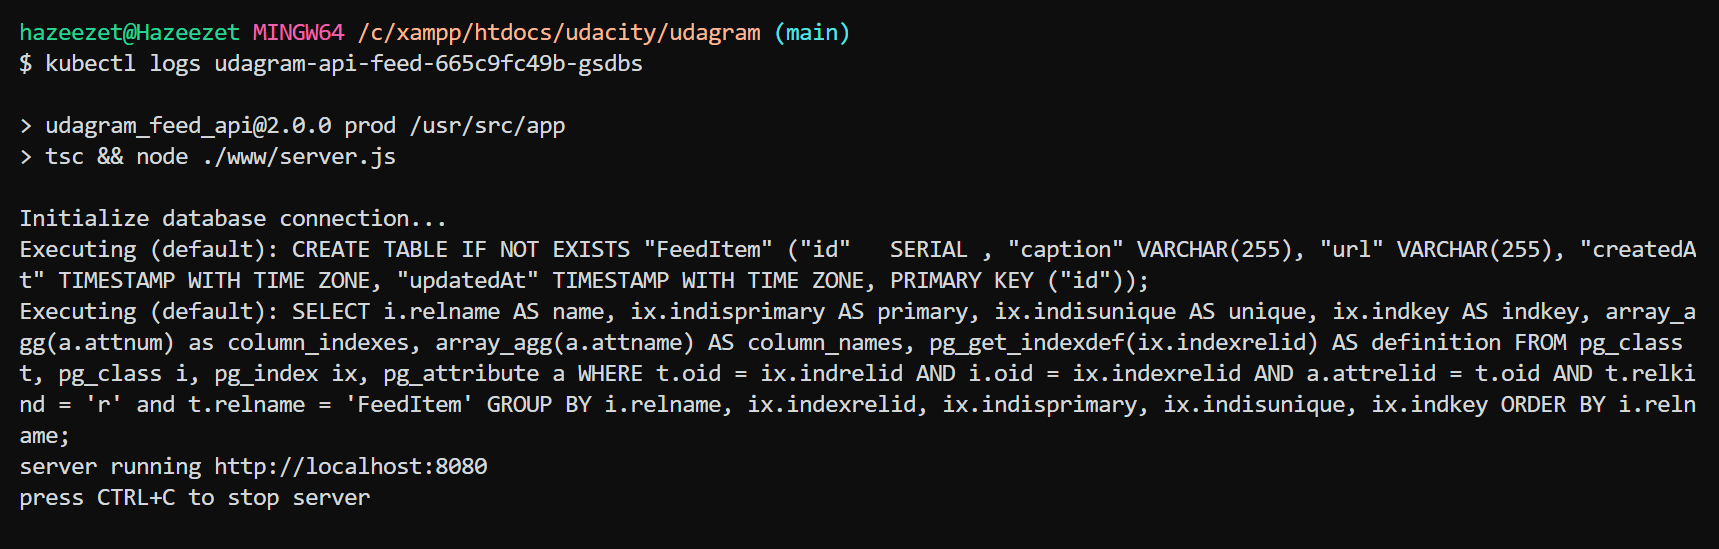 hazeezet@Hazeezet MINGW64 /c/xampp/htdocs/udacity/udagram (main)
$ kubectl logs udagram-api-feed-665c9fc49b-gsdbs
> udagram_feed_api@2.0.0 prod /usr/src/app
> tsc && node ./www/server.js
Initialize database connection...
Executing (default): CREATE TABLE IF NOT EXISTS "FeedItem" ("id"   SERIAL , "caption" VARCHAR(255), "url" VARCHAR(255), "createdA
t" TIMESTAMP WITH TIME ZONE, "updatedAt" TIMESTAMP WITH TIME ZONE, PRIMARY KEY ("id"));
Executing (default): SELECT i.relname AS name, ix.indisprimary AS primary, ix.indisunique AS unique, ix.indkey AS indkey, array_a
gg(a.attnum) as column_indexes, array_agg(a.attname) AS column_names, pg_get_indexdef(ix.indexrelid) AS definition FROM pg_class
t, pg_class i, pg_index ix, pg_attribute a WHERE t.oid = ix.indrelid AND i.oid = ix.indexrelid AND a.attrelid = t.oid AND t.relki
nd = 'r' and t.relname = 'FeedItem' GROUP BY i.relname, ix.indexrelid, ix.indisprimary, ix.indisunique, ix.indkey ORDER BY i.reln
ame;
server running http://localhost:8080
press CTRL+C to stop server